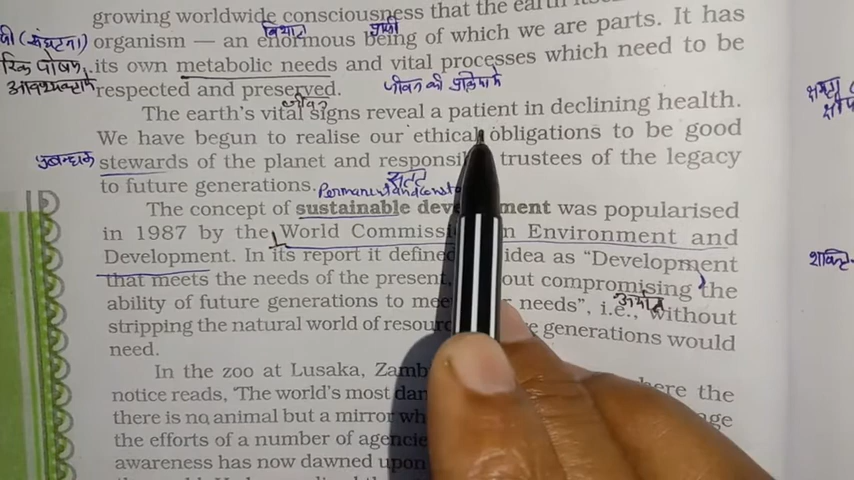 growing worldwide consciousness that the earth
विशाल प्राणी
organism — an enormous being of which we are parts. It has
its own metabolic needs and vital processes which need to be
respected and preserved. जीवन की
जीवन
The earth's vital signs reveal a patient in declining health.
We have begun to realise our ethical obligations to be good
stewards of the planet and responsi trustees of the legacy
सतत
to future generations. Permanent and
The concept of sustainable deve ment was popularised
in 1987 by the World Commissi n Environment and
Development. In its report it defined idea as “Development
that meets the needs of the present, out compromising the
ability of future generations to mee needs”, i.e., without
stripping the natural world of resour e generations would
need.
In the zoo at Lusaka, Zamb here the
notice reads, ‘The world's most dan
there is no animal but a mirror wh
the efforts of a number of agencie
awareness has now dawned upon